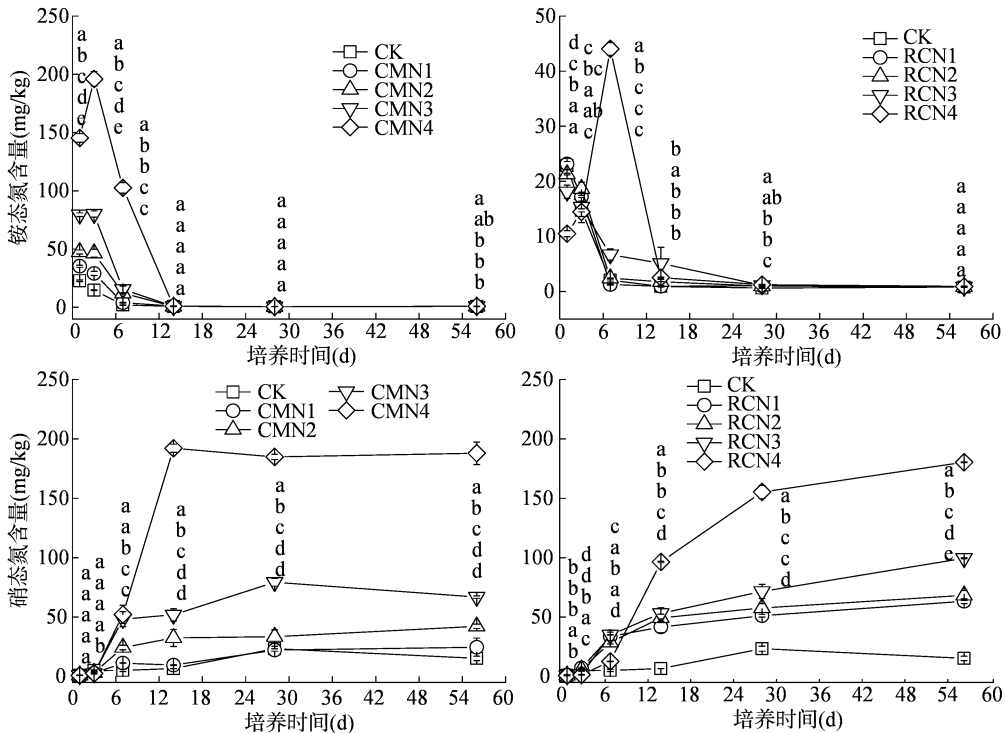 铵态氮含量(mg/kg)
250
200
150
100
50
0
a
b
c
d
e
a
b
c
d
e
a
b
b
c
c
a
a
a
a
a
a
a
a
a
a
a
ab
b
b
b
CK
CMN1
CMN2
CMN3
CMN4
0 6 12 18 24 30 36 42 48 54 60
培养时间(d)
50
40
30
20
10
0
d
c
b
a
a
c
b
a
ab
c
bc
ab
a
b
c
c
c
b
a
b
b
b
a
ab
b
b
c
a
a
a
a
a
CK
RCN1
RCN2
RCN3
RCN4
0 6 12 18 24 30 36 42 48 54 60
培养时间(d)
硝态氮含量(mg/kg)
250
200
150
100
50
0
CK
CMN1
CMN2
CMN3
CMN4
a
a
a
a
a
a
a
a
b
a
a
b
c
c
a
b
c
d
d
a
b
c
d
d
a
b
c
d
d
0 6 12 18 24 30 36 42 48 54 60
培养时间(d)
250
200
150
100
50
0
CK
RCN1
RCN2
RCN3
RCN4
b
b
b
a
b
d
d
b
a
c
c
a
b
a
d
a
b
b
c
d
a
b
c
c
d
a
b
c
d
e
0 6 12 18 24 30 36 42 48 54 60
培养时间(d)